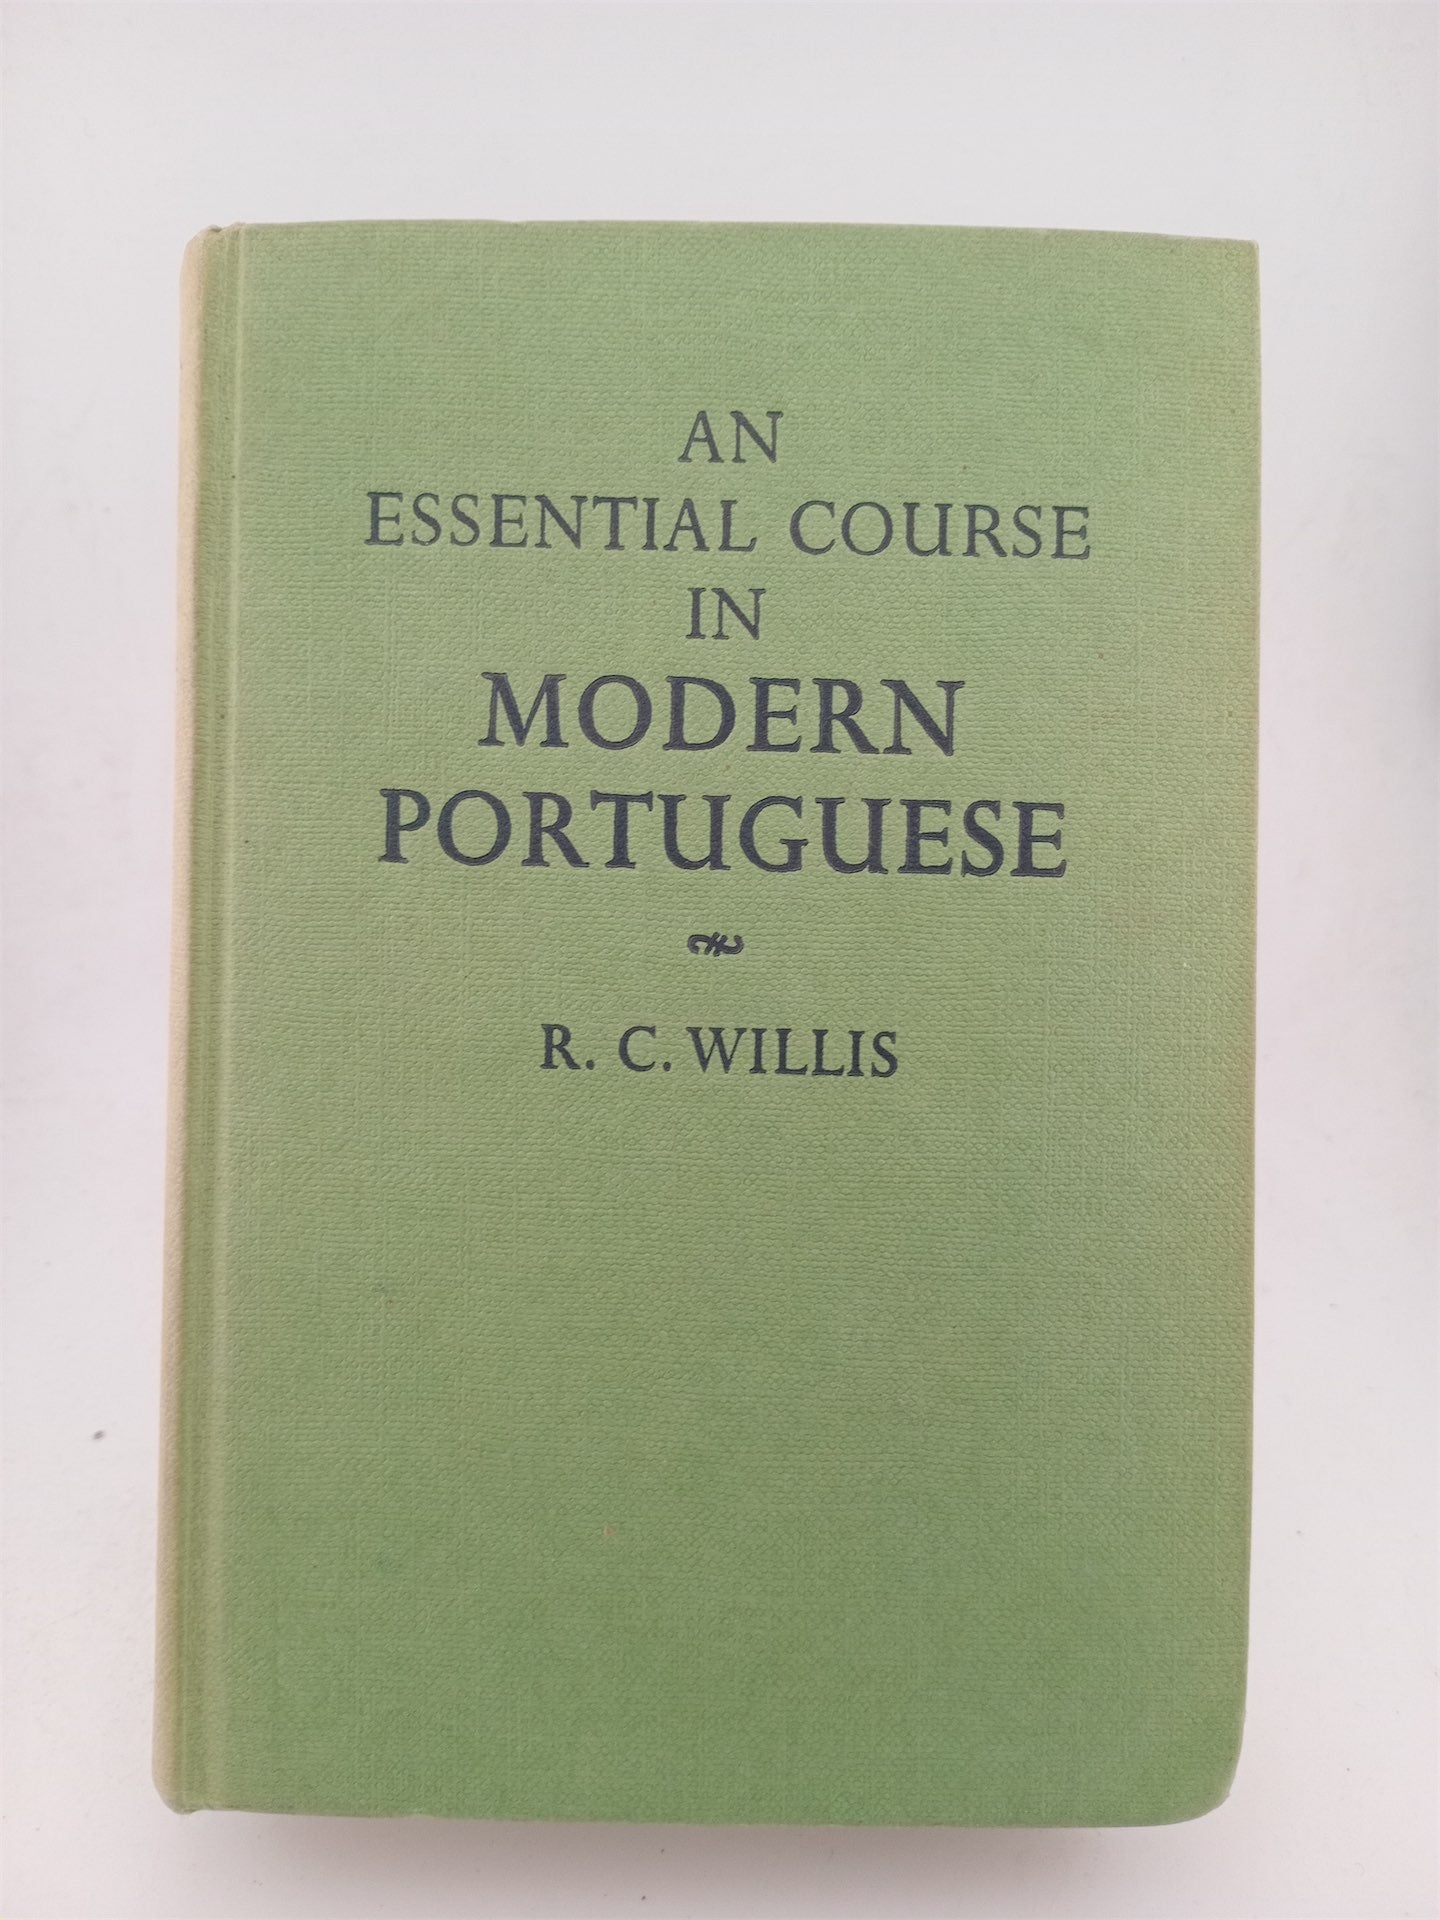 AN
ESSENTIAL COURSE
IN
MODERN
PORTUGUESE
R. C. WILLIS